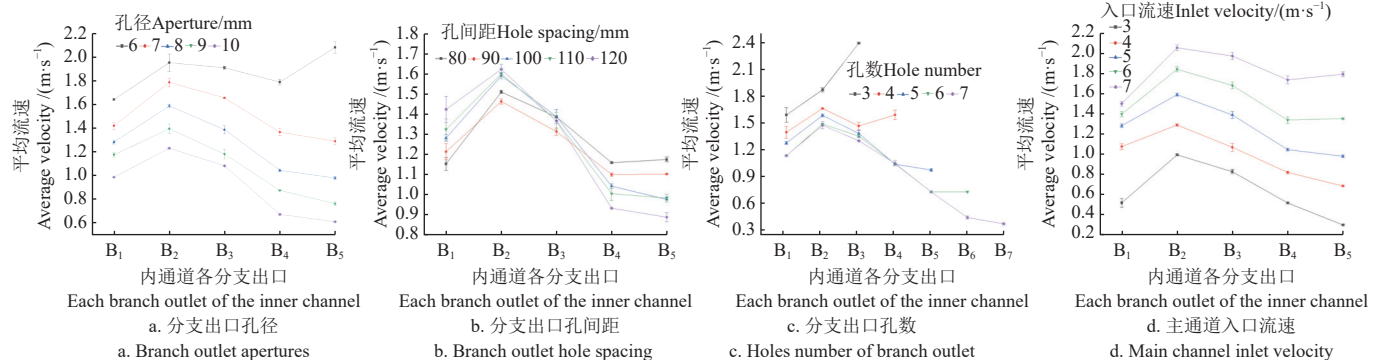 孔径Aperture/mm
6 7 8 9 10
平均流速
Average velocity /(m·s⁻¹)
2.2
2.0
1.8
1.6
1.4
1.2
1.0
0.8
0.6
B₁ B₂ B₃ B₄ B₅
内通道各分支出口
Each branch outlet of the inner channel
a. 分支出口孔径
a. Branch outlet apertures
孔间距Hole spacing/mm
80 90 100 110 120
平均流速
Average velocity /(m·s⁻¹)
1.8
1.7
1.6
1.5
1.4
1.3
1.2
1.1
1.0
0.9
0.8
B₁ B₂ B₃ B₄ B₅
内通道各分支出口
Each branch outlet of the inner channel
b. 分支出口孔间距
b. Branch outlet hole spacing
孔数Hole number
3 4 5 6 7
平均流速
Average velocity /(m·s⁻¹)
2.4
2.1
1.8
1.5
1.2
0.9
0.6
0.3
B₁ B₂ B₃ B₄ B₅ B₆ B₇
内通道各分支出口
Each branch outlet of the inner channel
c. 分支出口孔数
c. Holes number of branch outlet
入口流速Inlet velocity/(m·s⁻¹)
3
4
5
6
7
平均流速
Average velocity /(m·s⁻¹)
2.2
2.0
1.8
1.6
1.4
1.2
1.0
0.8
0.6
0.4
0.2
B₁ B₂ B₃ B₄ B₅
内通道各分支出口
Each branch outlet of the inner channel
d. 主通道入口流速
d. Main channel inlet velocity